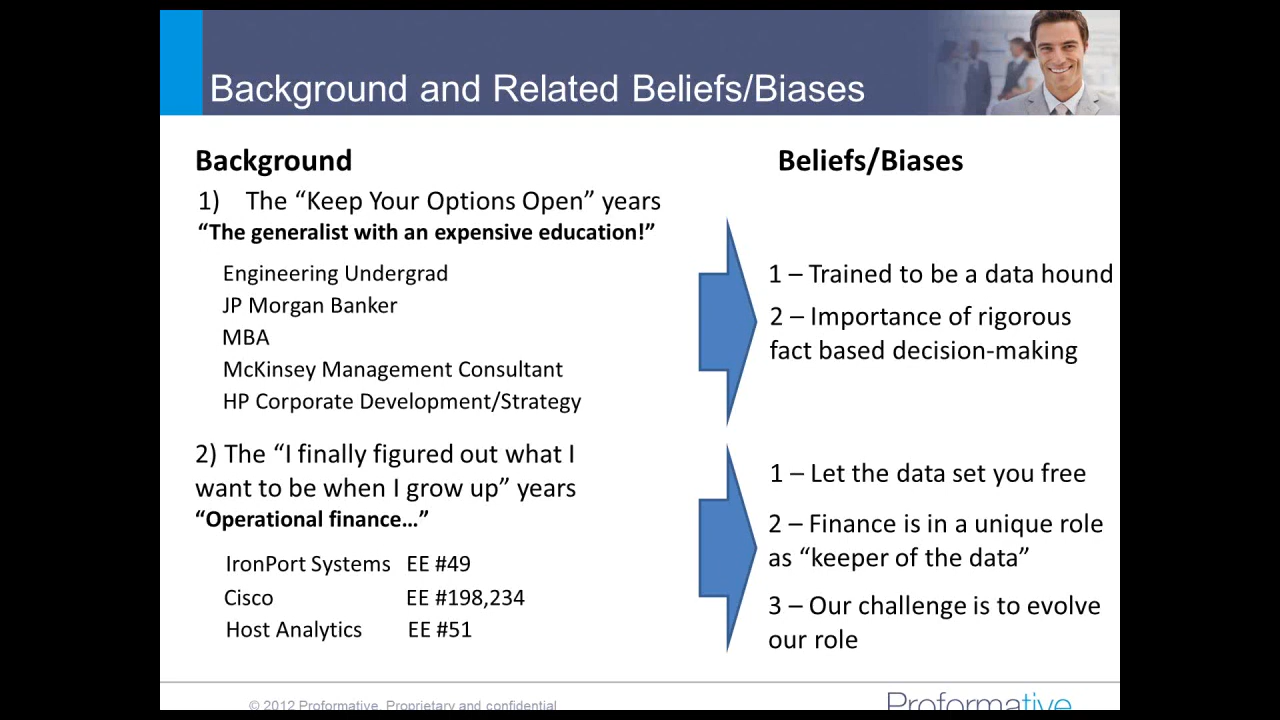 Background and Related Beliefs/Biases
Background
1) The “Keep Your Options Open” years
“The generalist with an expensive education!”
Engineering Undergrad
JP Morgan Banker
MBA
McKinsey Management Consultant
HP Corporate Development/Strategy
2) The “I finally figured out what I
want to be when I grow up” years
“Operational finance…”
IronPort Systems EE #49
Cisco EE #198,234
Host Analytics EE #51
Beliefs/Biases
1 – Trained to be a data hound
2 – Importance of rigorous
fact based decision-making
1 – Let the data set you free
2 – Finance is in a unique role
as “keeper of the data”
3 – Our challenge is to evolve
our role
© 2012 Proformative. Proprietary and confidential
Proformative